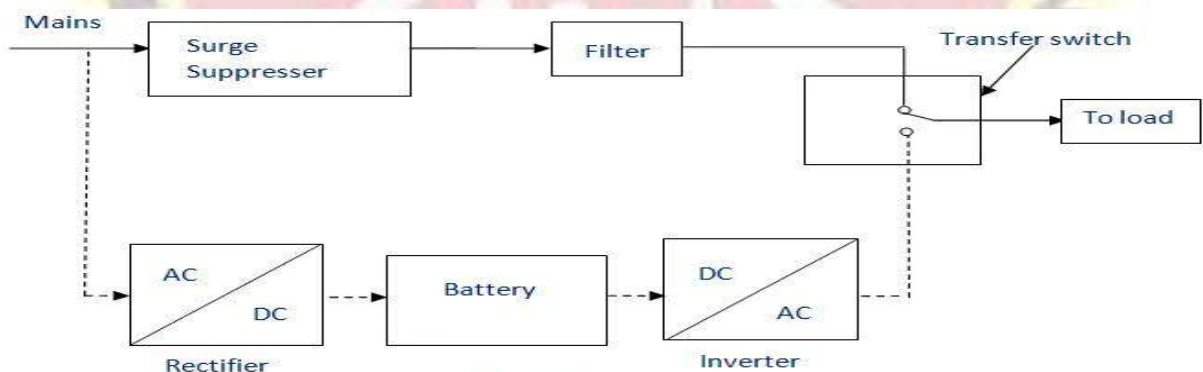 Mains
Surge
Suppresser
Filter
Transfer switch
To load
AC
DC
Rectifier
Battery
DC
AC
Inverter